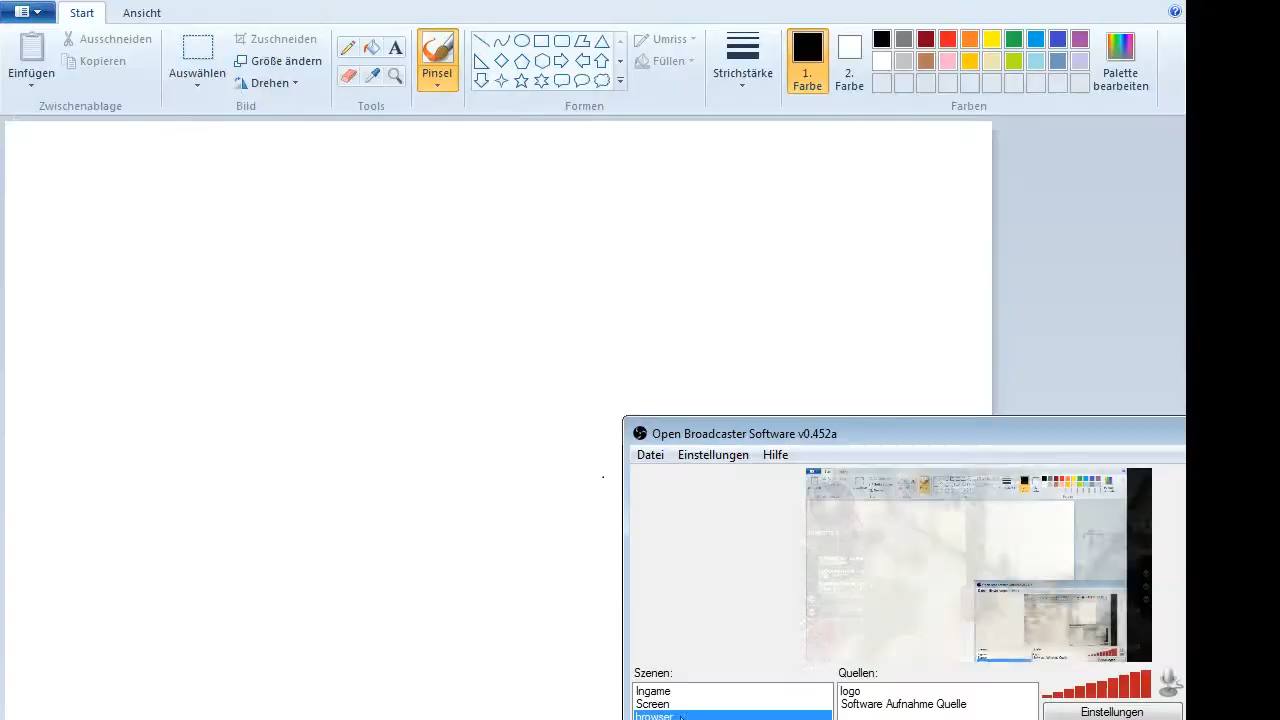 Start Ansicht
Einfügen
Ausschneiden
Kopieren
Zwischenablage
Auswählen
Zuschneiden
Größe ändern
Drehen
Bild
Tools
Pinsel
Formen
Umriss
Füllen
Strichstärke
1.
Farbe
2.
Farbe
Farben
Palette
bearbeiten
Open Broadcaster Software v0.452a
Datei Einstellungen Hilfe
Szenen:
Ingame
Screen
browser
Quellen:
logo
Software Aufnahme Quelle
Einstellungen